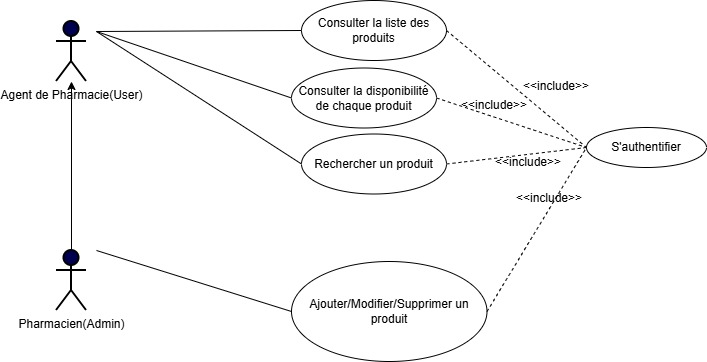 Consulter la liste des
produits
Agent de Pharmacie(User)
Consulter la disponibilité
de chaque produit
<<include>>
<<include>>
Rechercher un produit
<<include>>
S'authentifier
<<include>>
Pharmacien(Admin)
Ajouter/Modifier/Supprimer un
produit